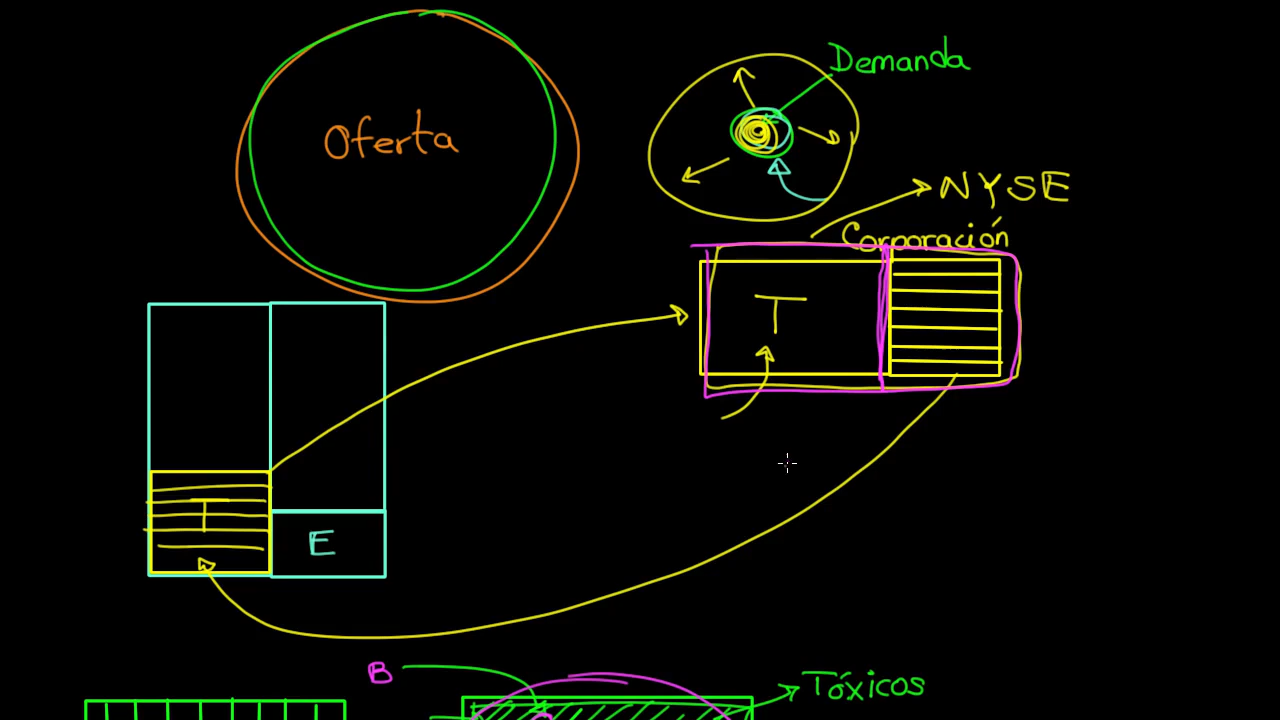 Oferta
Demanda
NYSE
Corporación
T
T
E
B
Tóxicos